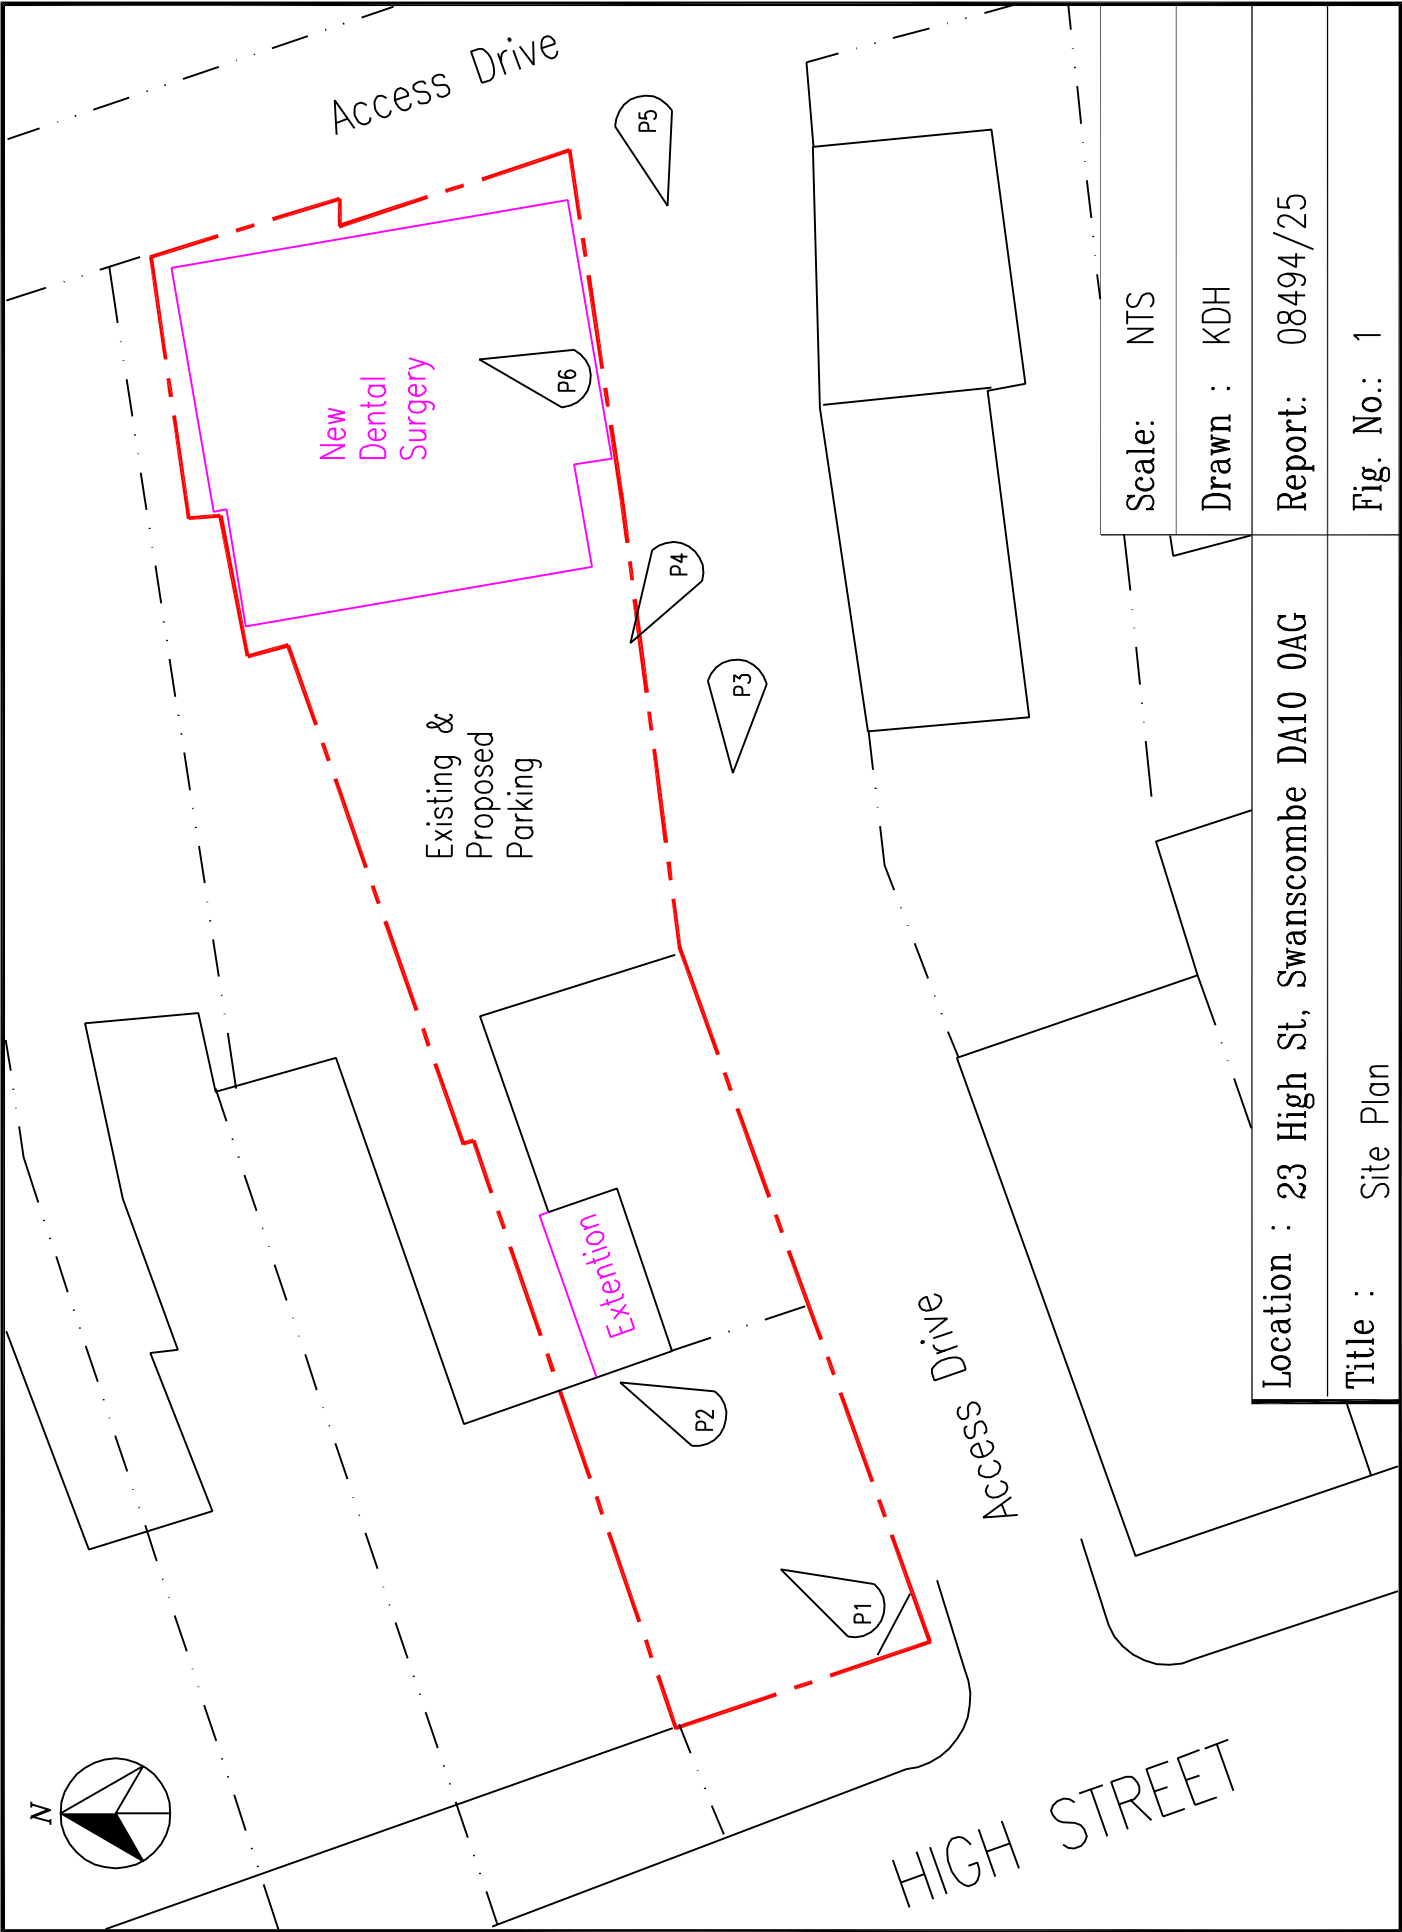 N
Access Drive
New
Dental
Surgery
P6
P5
P4
P3
Existing &
Proposed
Parking
Extention
P2
P1
Access Drive
HIGH STREET
Scale: NTS
Drawn : KDH
Location : 23 High St, Swanscombe DA10 0AG
Report: 08494/25
Title : Site Plan
Fig. No.: 1